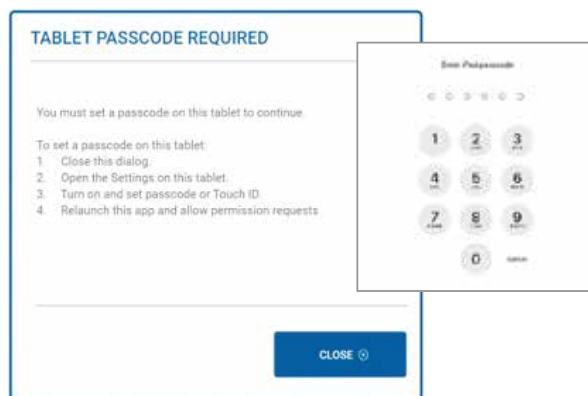 TABLET PASSCODE REQUIRED
You must set a passcode on this tablet to continue.
To set a passcode on this tablet:
1. Close this dialog.
2. Open the Settings on this tablet.
3. Turn on and set passcode or Touch ID.
4. Relaunch this app and allow permission requests
CLOSE
1 2 3
4 5 6
7 8 9
0